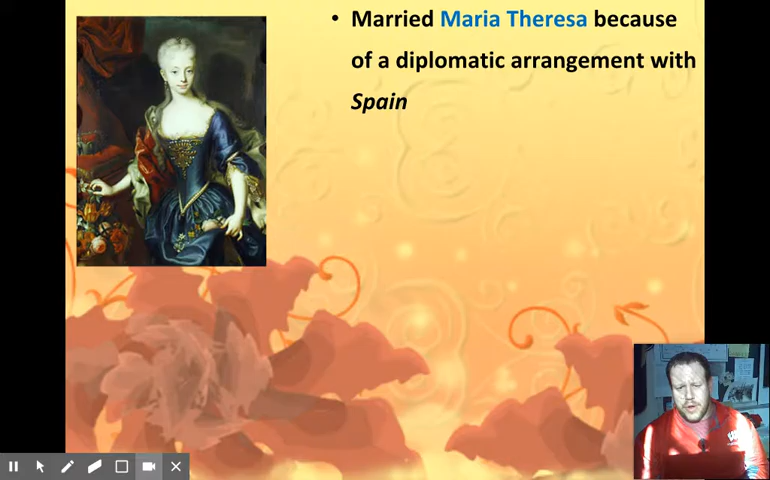 • Married Maria Theresa because
of a diplomatic arrangement with
Spain